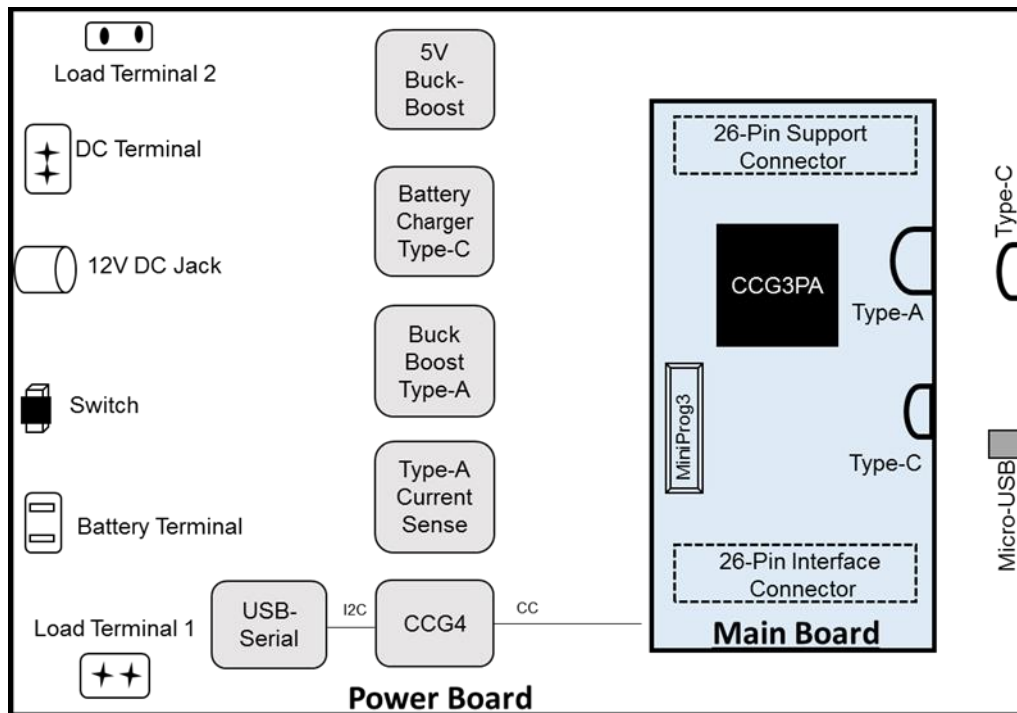 Load Terminal 2
DC Terminal
12V DC Jack
Switch
Battery Terminal
Load Terminal 1
5V
Buck-
Boost
Battery
Charger
Type-C
Buck
Boost
Type-A
Type-A
Current
Sense
USB-
Serial
I2C
CCG4
CC
Power Board
26-Pin Support
Connector
CCG3PA
Type-A
MiniProg3
Type-C
26-Pin Interface
Connector
Main Board
Type-C
Micro-USB